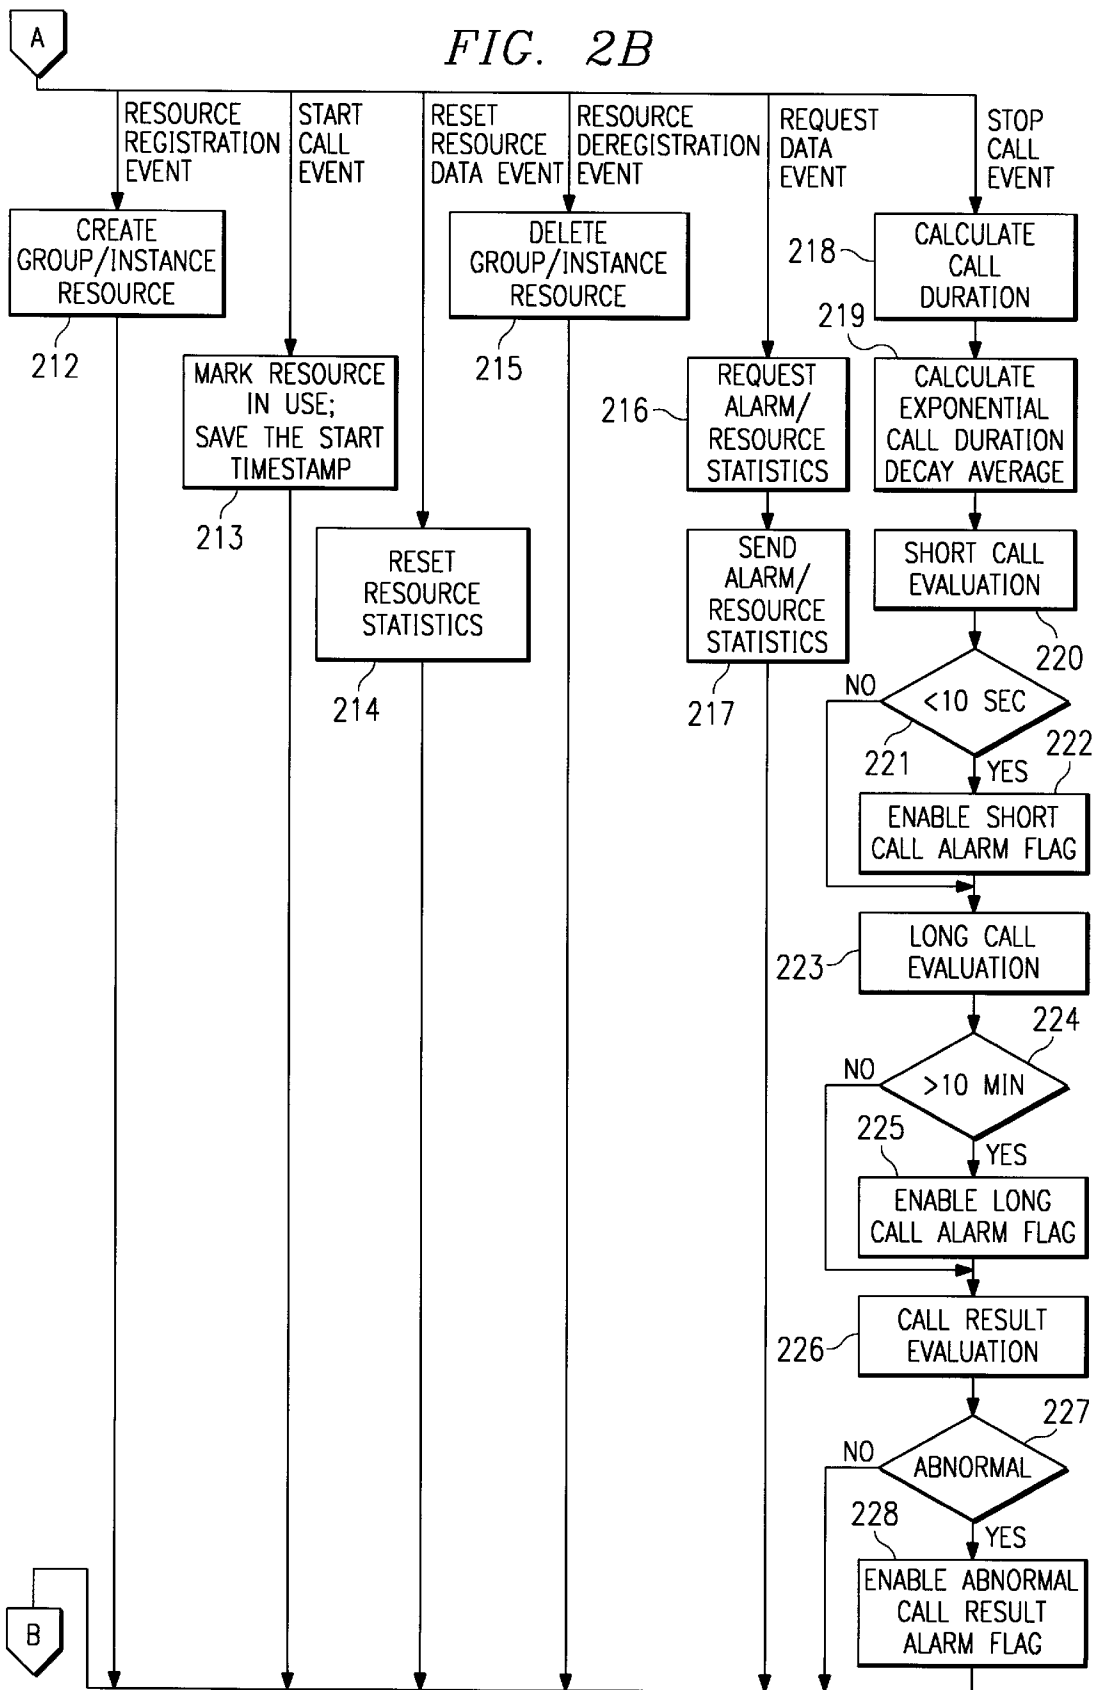 A
FIG. 2B
RESOURCE
REGISTRATION
EVENT
START
CALL
EVENT
RESET
RESOURCE
DATA EVENT
RESOURCE
DEREGISTRATION
EVENT
REQUEST
DATA
EVENT
STOP
CALL
EVENT
CREATE
GROUP/INSTANCE
RESOURCE
212
MARK RESOURCE
IN USE;
SAVE THE START
TIMESTAMP
213
RESET
RESOURCE
STATISTICS
214
DELETE
GROUP/INSTANCE
RESOURCE
215
216
REQUEST
ALARM/
RESOURCE
STATISTICS
SEND
ALARM/
RESOURCE
STATISTICS
217
218
CALCULATE
CALL
DURATION
219
CALCULATE
EXPONENTIAL
CALL DURATION
DECAY AVERAGE
SHORT CALL
EVALUATION
220
NO
<10 SEC
221
YES
222
ENABLE SHORT
CALL ALARM FLAG
223
LONG CALL
EVALUATION
224
NO
>10 MIN
225
YES
ENABLE LONG
CALL ALARM FLAG
226
CALL RESULT
EVALUATION
227
NO
ABNORMAL
228
YES
ENABLE ABNORMAL
CALL RESULT
ALARM FLAG
B